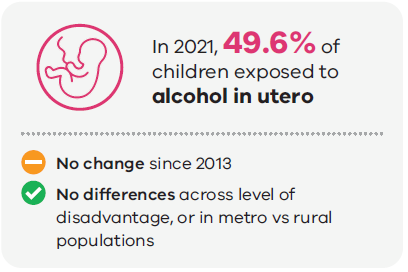 In 2021, 49.6% of
children exposed to
alcohol in utero
No change since 2013
No differences across level of
disadvantage, or in metro vs rural
populations